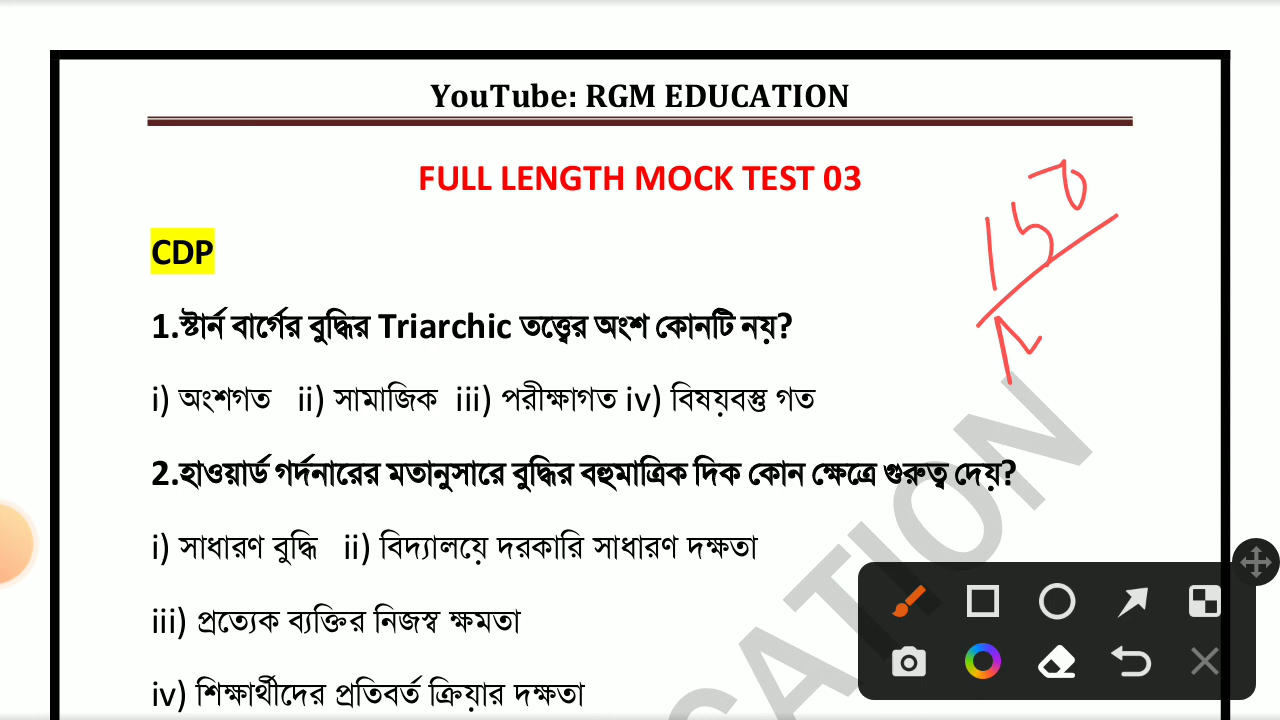 YouTube: RGM EDUCATION
FULL LENGTH MOCK TEST 03
150
CDP
1.স্টার্ন বার্গের বুদ্ধির Triarchic তত্ত্বের অংশ কোনটি নয়?
i) অংশগত ii) সামাজিক iii) পরীক্ষাগত iv) বিষয়বস্তু গত
2.হাওয়ার্ড গর্দনারের মতানুসারে বুদ্ধির বহুমাত্রিক দিক কোন ক্ষেত্রে গুরুত্ব দেয়?
i) সাধারণ বুদ্ধি ii) বিদ্যালয়ে দরকারি সাধারণ দক্ষতা
iii) প্রত্যেক ব্যক্তির নিজস্ব ক্ষমতা
iv) শিক্ষার্থীদের প্রতিবর্ত ক্রিয়ার দক্ষতা
CATION